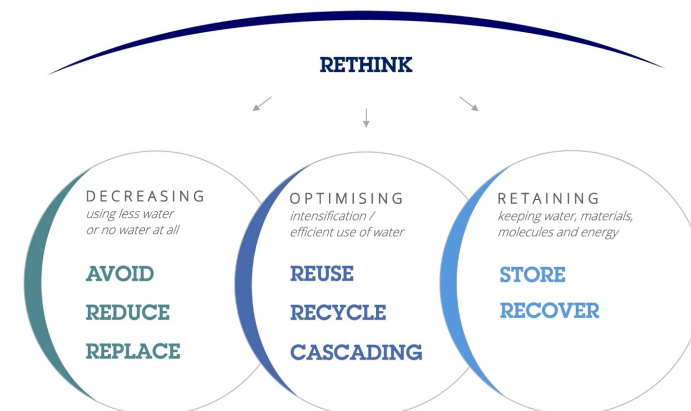 RETHINK
DECREASING
using less water
or no water at all
AVOID
REDUCE
REPLACE
OPTIMISING
intensification /
efficient use of water
REUSE
RECYCLE
CASCADING
RETAINING
keeping water, materials,
molecules and energy
STORE
RECOVER